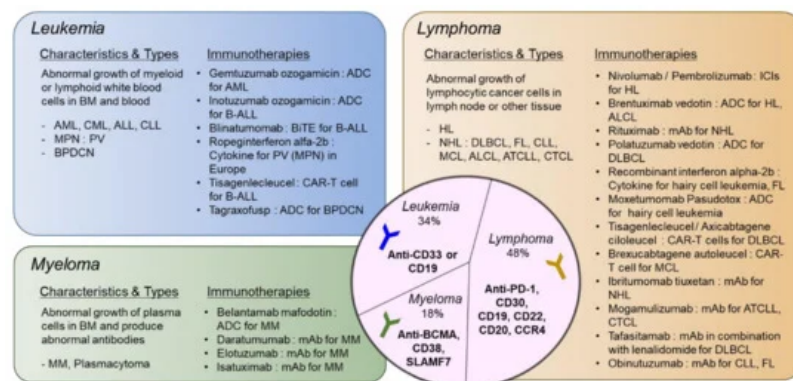 Leukemia
Characteristics & Types
Abnormal growth of myeloid
or lymphoid white blood
cells in BM and blood
- AML, CML, ALL, CLL
- MPN : PV
- BPDCN
Immunotherapies
• Gemtuzumab ozogamicin : ADC
for AML
• Inotuzumab ozogamicin : ADC
for B-ALL
• Blinatumomab : BiTE for B-ALL
• Ropeginterferon alfa-2b :
Cytokine for PV (MPN) in
Europe
• Tisagenlecleucel : CAR-T cell
for B-ALL
• Tagraxofusp : ADC for BPDCN
Lymphoma
Characteristics & Types
Abnormal growth of
lymphocytic cancer cells in
lymph node or other tissue
- HL
- NHL : DLBCL, FL, CLL,
MCL, ALCL, ATCLL, CTCL
Immunotherapies
• Nivolumab / Pembrolizumab : ICIs
for HL
• Brentuximab vedotin : ADC for HL,
ALCL
• Rituximab : mAb for NHL
• Polatuzumab vedotin : ADC for
DLBCL
• Recombinant interferon alpha-2b :
Cytokine for hairy cell leukemia, FL
• Moxetumomab Pasudotox : ADC
for hairy cell leukemia
• Tisagenlecleucel / Axicabtagene
ciloleucel : CAR-T cells for DLBCL
• Brexucabtagene autoleucel : CAR-
T cell for MCL
• Ibritumomab tiuxetan : mAb for
NHL
• Mogamulizumab : mAb for ATCLL,
CTCL
• Tafasitamab : mAb in combination
with lenalidomide for DLBCL
• Obinutuzumab : mAb for CLL, FL
Myeloma
Characteristics & Types
Abnormal growth of plasma
cells in BM and produce
abnormal antibodies
- MM, Plasmacytoma
Immunotherapies
• Belantamab mafodotin :
ADC for MM
• Daratumumab : mAb for MM
• Elotuzumab : mAb for MM
• Isatuximab : mAb for MM
Leukemia
34%
Anti-CD33 or
CD19
Lymphoma
48%
Anti-PD-1,
CD30,
CD19, CD22,
CD20, CCR4
Myeloma
18%
Anti-BCMA,
CD38,
SLAMF7